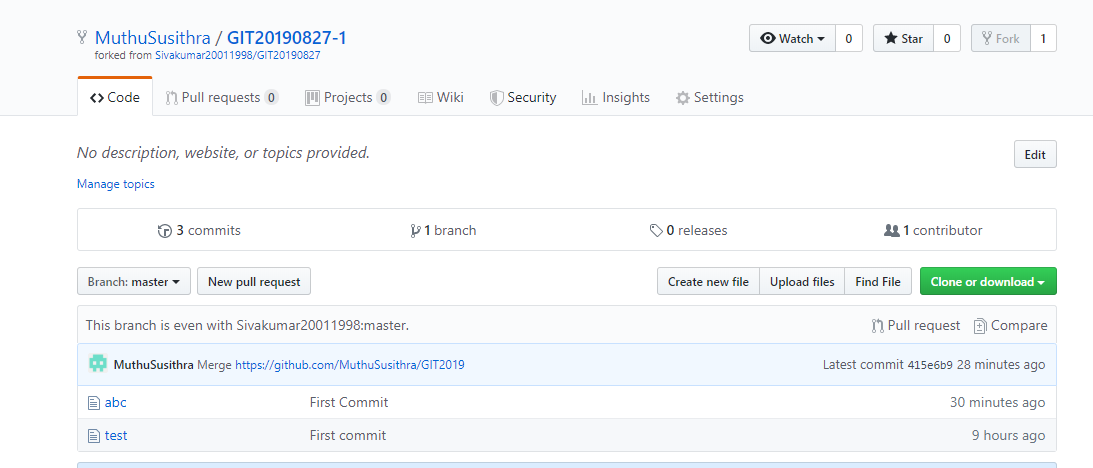 MuthuSusithra / GIT20190827-1
Watch 0 Star 0 Fork 1
forked from Sivakumar20011998/GIT20190827
Code Pull requests 0 Projects 0 Wiki Security Insights Settings
No description, website, or topics provided.
Edit
Manage topics
3 commits 1 branch 0 releases 1 contributor
Branch: master New pull request Create new file Upload files Find File Clone or download
This branch is even with Sivakumar20011998:master. Pull request Compare
MuthuSusithra Merge https://github.com/MuthuSusithra/GIT2019 Latest commit 415e6b9 28 minutes ago
abc First Commit 30 minutes ago
test First commit 9 hours ago